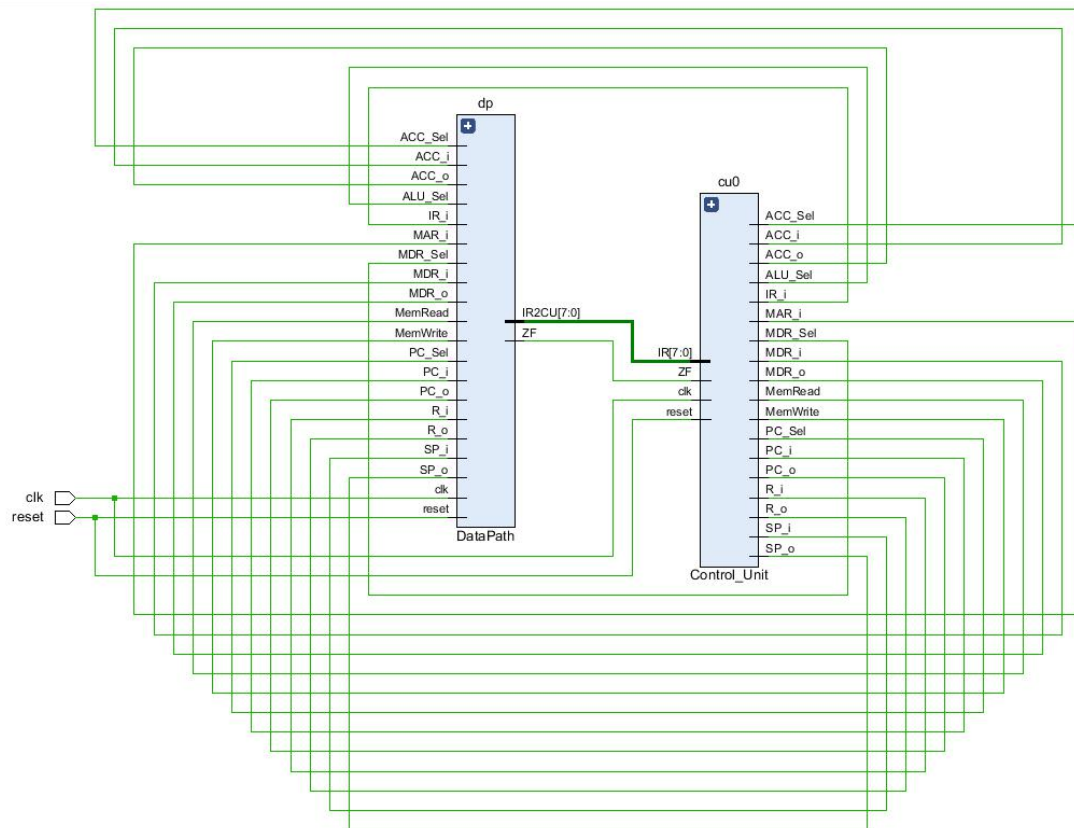 dp
ACC_Sel
ACC_i
ACC_o
ALU_Sel
IR_i
MAR_i
MDR_Sel
MDR_i
MDR_o
MemRead
MemWrite
PC_Sel
PC_i
PC_o
R_i
R_o
SP_i
SP_o
clk
reset
IR2CU[7:0]
ZF
DataPath
clk
reset
cu0
IR[7:0]
ZF
clk
reset
ACC_Sel
ACC_i
ACC_o
ALU_Sel
IR_i
MAR_i
MDR_Sel
MDR_i
MDR_o
MemRead
MemWrite
PC_Sel
PC_i
PC_o
R_i
R_o
SP_i
SP_o
Control_Unit